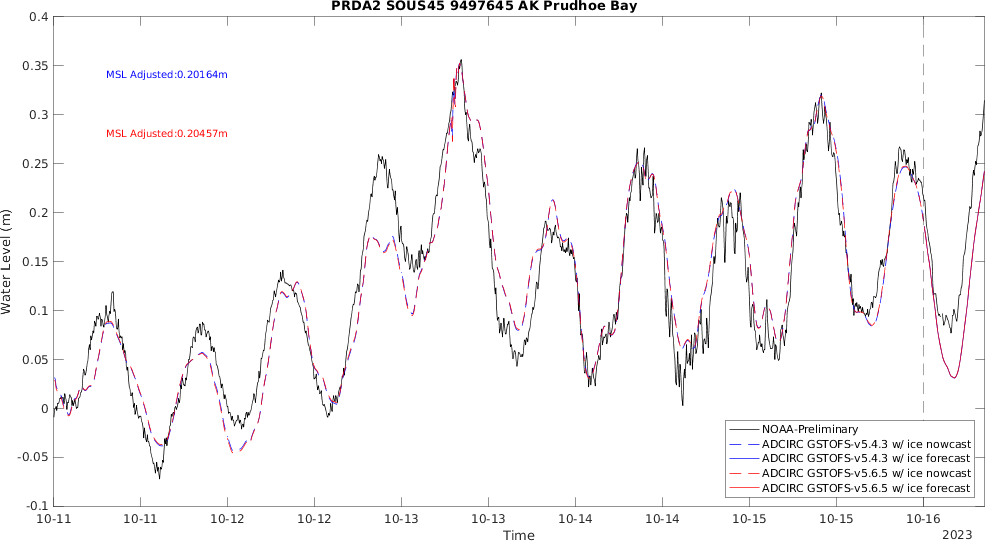 PRDA2 SOUS45 9497645 AK Prudhoe Bay
0.4
0.35
0.3
0.25
0.2
0.15
0.1
0.05
0
-0.05
-0.1
Water Level (m)
MSL Adjusted:0.20164m
MSL Adjusted:0.20457m
NOAA-Preliminary
ADCIRC GSTOFS-v5.4.3 w/ ice nowcast
ADCIRC GSTOFS-v5.4.3 w/ ice forecast
ADCIRC GSTOFS-v5.6.5 w/ ice nowcast
ADCIRC GSTOFS-v5.6.5 w/ ice forecast
10-11 10-11 10-12 10-12 10-13 10-13 10-14 10-14 10-15 10-15 10-16
Time
2023